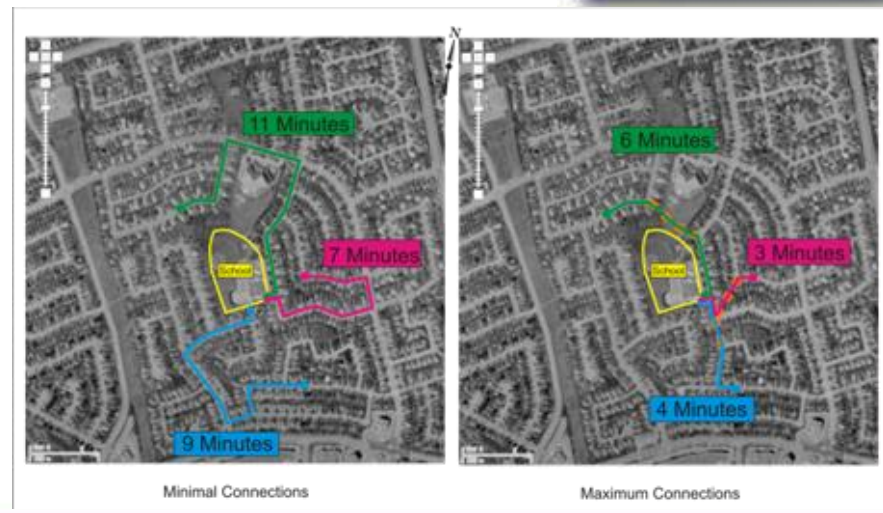 N
11 Minutes
School
7 Minutes
9 Minutes
Minimal Connections
6 Minutes
School
3 Minutes
4 Minutes
Maximum Connections